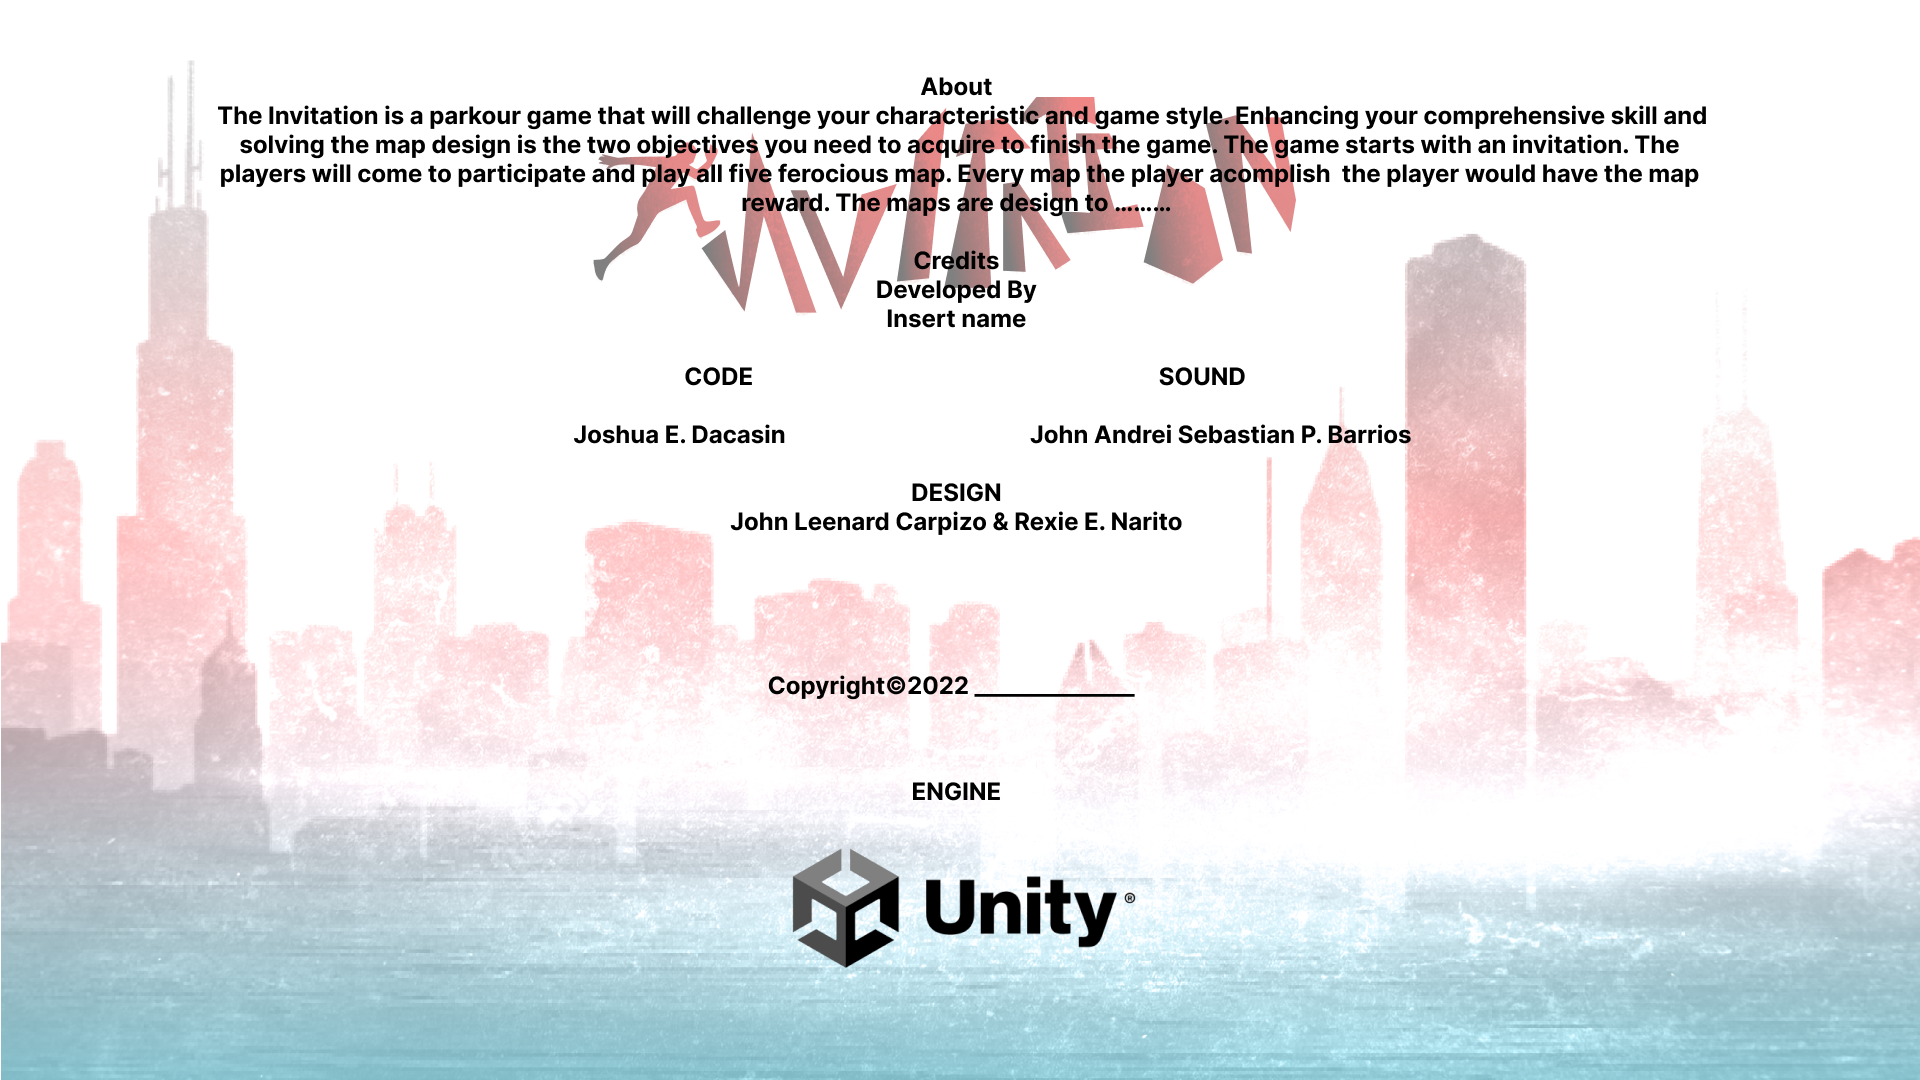 About
The Invitation is a parkour game that will challenge your characteristic and game style. Enhancing your comprehensive skill and
solving the map design is the two objectives you need to acquire to finish the game. The game starts with an invitation. The
players will come to participate and play all five ferocious map. Every map the player acomplish  the player would have the map
reward. The maps are design to .........
Credits
Developed By
Insert name
CODE SOUND
Joshua E. Dacasin John Andrei Sebastian P. Barrios
DESIGN
John Leenard Carpizo & Rexie E. Narito
Copyright©2022 ______________
ENGINE
Unity®